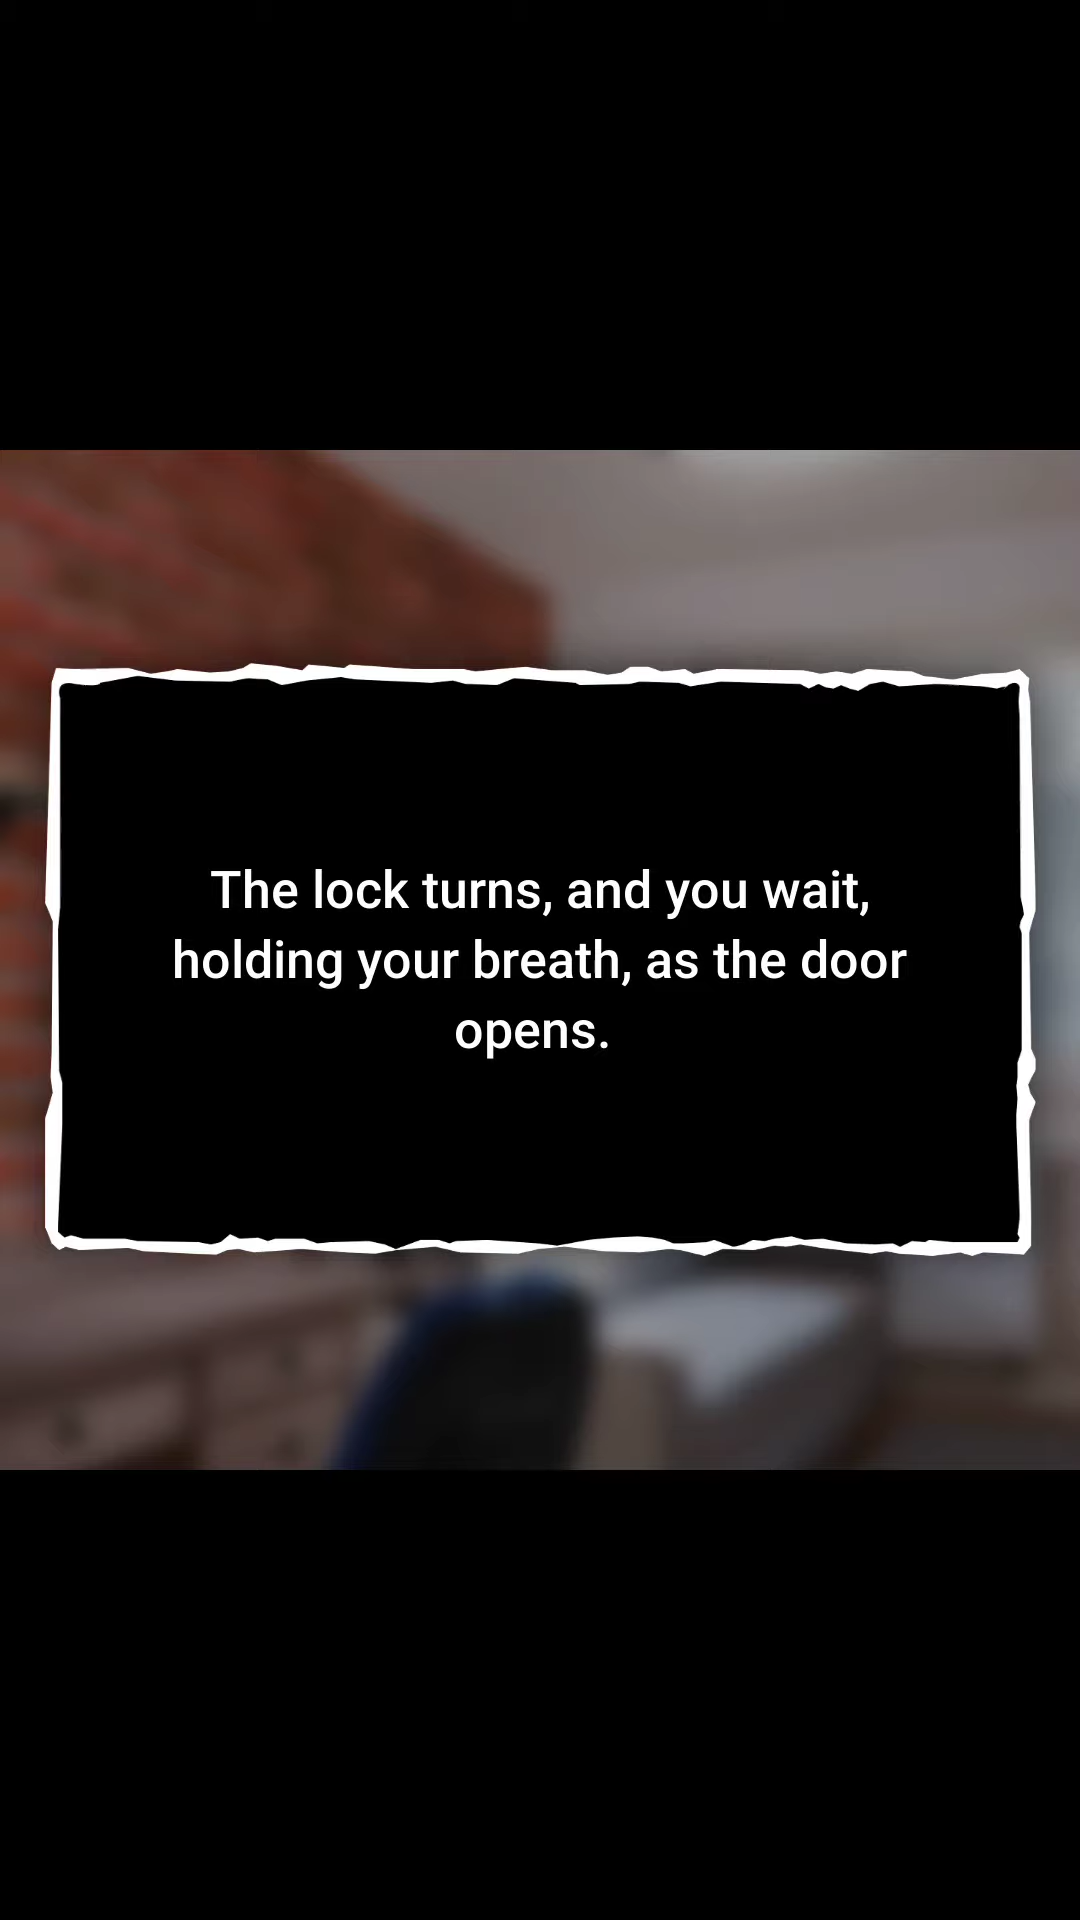 The lock turns, and you wait,
holding your breath, as the door
opens.